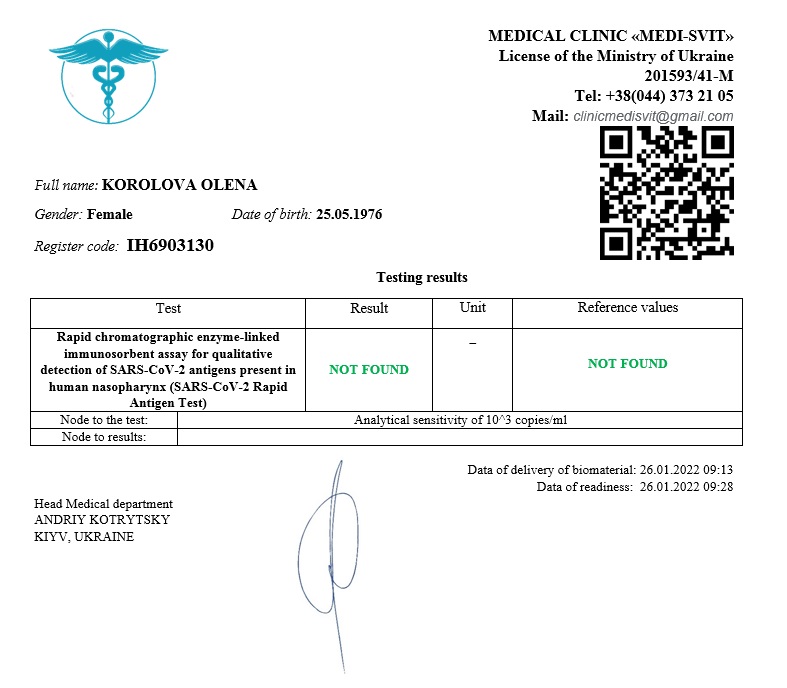 MEDICAL CLINIC «MEDI-SVIT»
License of the Ministry of Ukraine
201593/41-M
Tel: +38(044) 373 21 05
Mail: clinicmedisvit@gmail.com
Full name: KOROLOVA OLENA
Gender: Female Date of birth: 25.05.1976
Register code: IH6903130
Testing results
Test Result Unit Reference values
Rapid chromatographic enzyme-linked
immunosorbent assay for qualitative
detection of SARS-CoV-2 antigens present in
human nasopharynx (SARS-CoV-2 Rapid
Antigen Test)
NOT FOUND
–
NOT FOUND
Node to the test: Analytical sensitivity of 10^3 copies/ml
Node to results:
Data of delivery of biomaterial: 26.01.2022 09:13
Data of readiness: 26.01.2022 09:28
Head Medical department
ANDRIY KOTRYTSKY
KIYV, UKRAINE